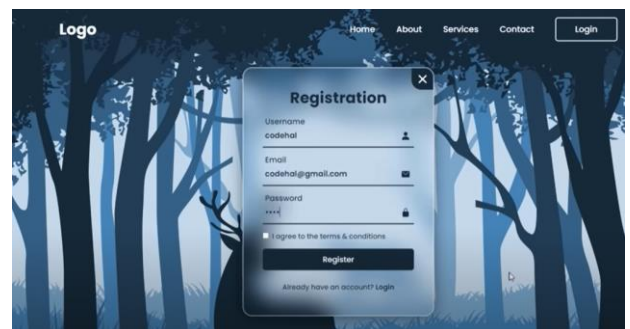 Logo
Home About Services Contact Login
Registration
Username
codehal
Email
codehal@gmail.com
Password
••••
I agree to the terms & conditions
Register
Already have an account? Login